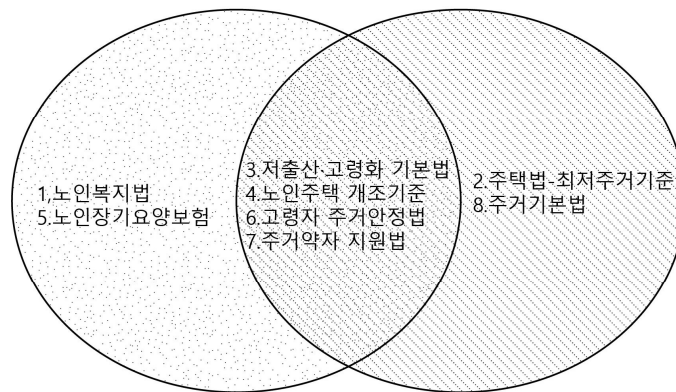 1,노인복지법
5.노인장기요양보험
3.저출산·고령화 기본법
4.노인주택 개조기준
6.고령자 주거안정법
7.주거약자 지원법
2.주택법-최저주거기준
8.주거기본법